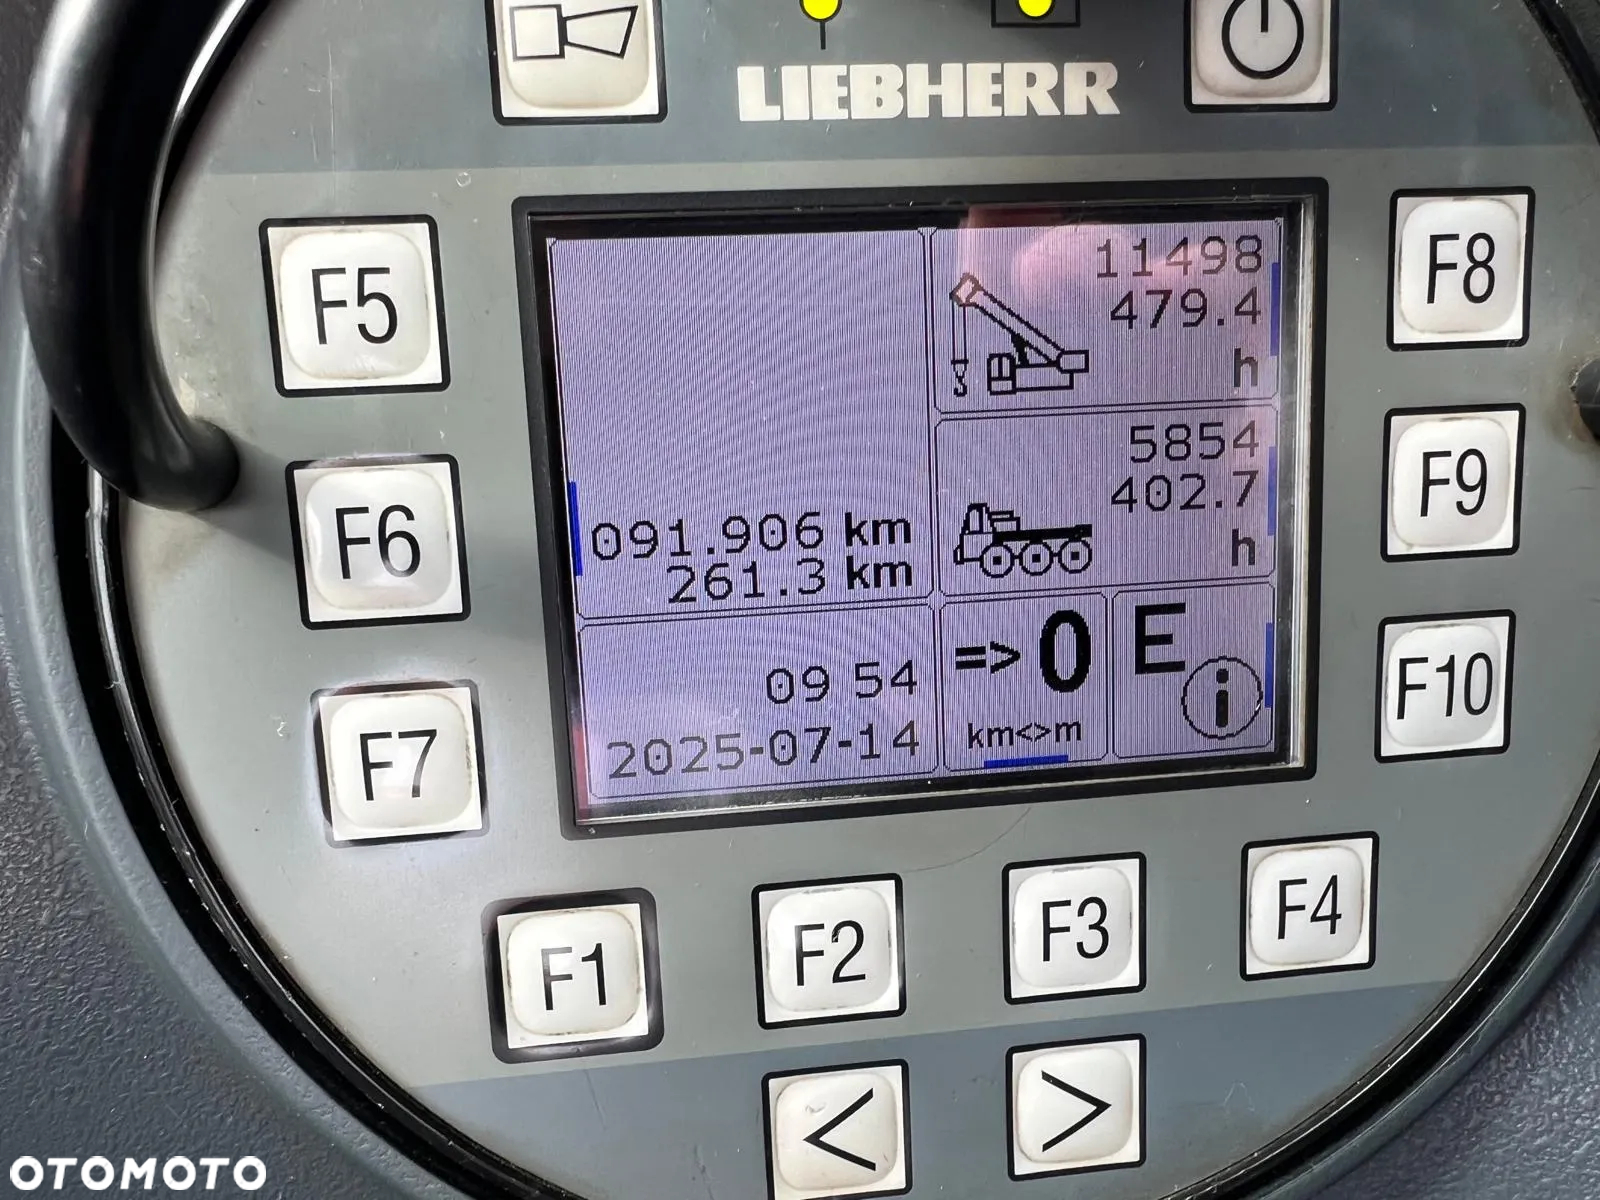 LIEBHERR
F5
F8
11498
479.4
h
F6
F9
091.906 km
261.3 km
5854
402.7
h
F7
F10
09 54
2025-07-14
=> 0
km<>m
E
i
F1
F2
F3
F4
<
>
OTOMOTO